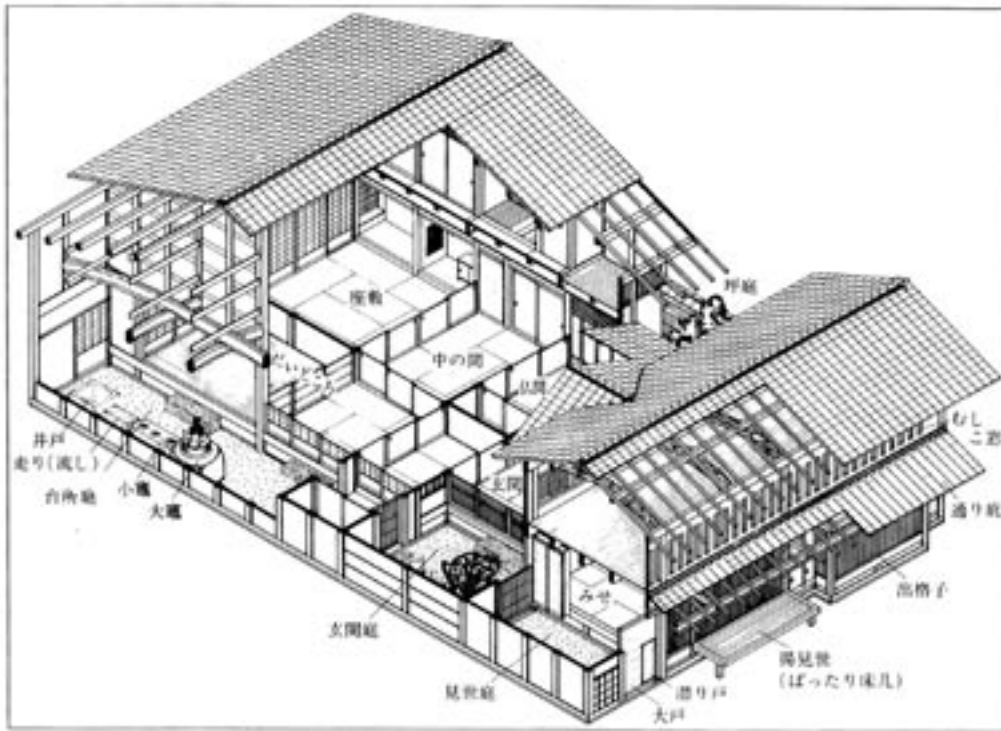 座敷
坪庭
中の間
仏間
むし
こ窓
井戸
走り(流し)
台所庭
小竈
大竈
玄関
通り庇
みせ
出格子
玄関庭
揚見世
(ばったり床几)
見世庭
潜り戸
大戸